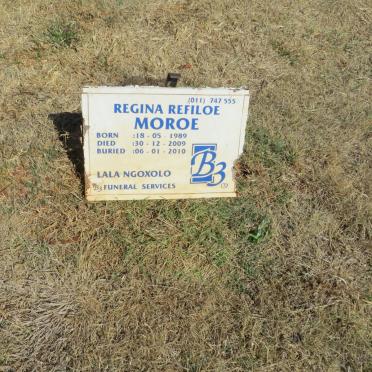 (011) 747 555
REGINA REFILOE
MOROE
BORN :18 - 05 - 1989
DIED :30 - 12 - 2009
BURIED :06 - 01 - 2010
B3
LALA NGOXOLO
FUNERAL SERVICES